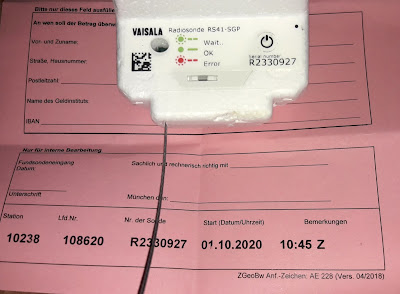 Bitte nur dieses Feld ausfülle
An wen soll der Betrag übene
Vor- und Zuname.
Straße, Hausnumme
Postleitzahl
Name des Geldinstituts:
IBAN
VAISALA Radiosonde RS41-SGP
Wait..
OK
Error
Serial number
R2330927
Nur für interne Bearbeitung
Fundsondeneingang
Datum:
Sachlich und rechnerisch richtig mit
Unterschrift
München den:
Station Lfd.Nr. Nr. der Sonde Start (Datum/Uhrzeit) Bemerkungen
10238 108620 R2330927 01.10.2020 10:45 Z
ZGeoBw Anf.-Zeichen: AE 228 (Vers. 04/2018)